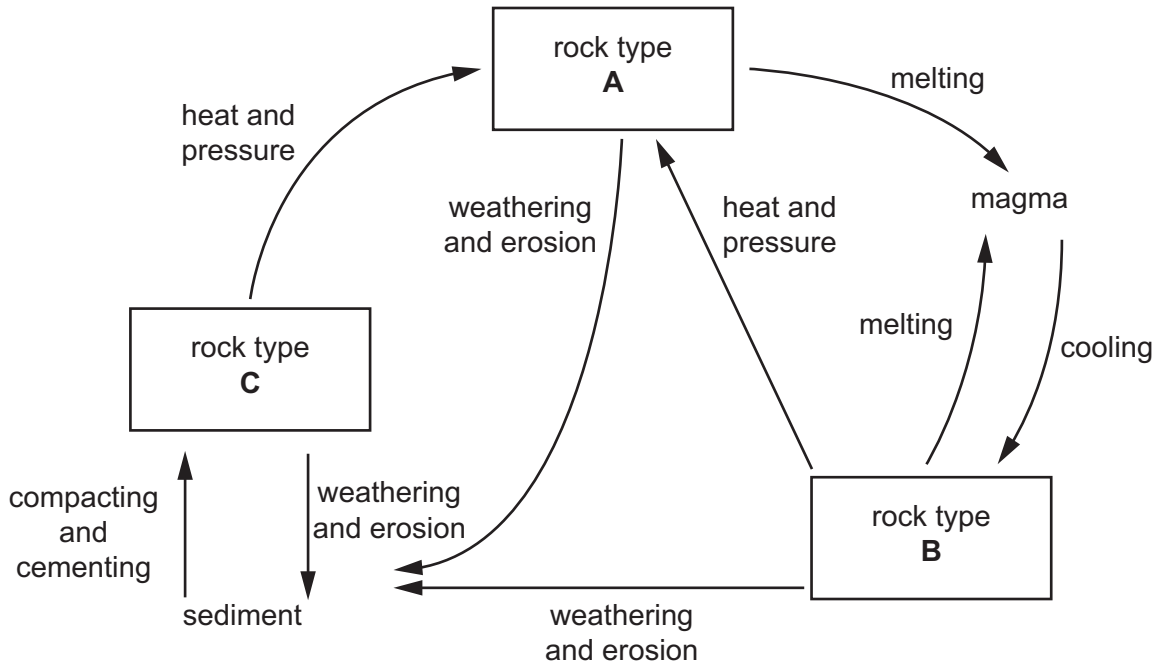 rock type
A
melting
heat and
pressure
magma
weathering
and erosion
heat and
pressure
melting
cooling
rock type
C
compacting
and
cementing
weathering
and erosion
rock type
B
sediment
weathering
and erosion